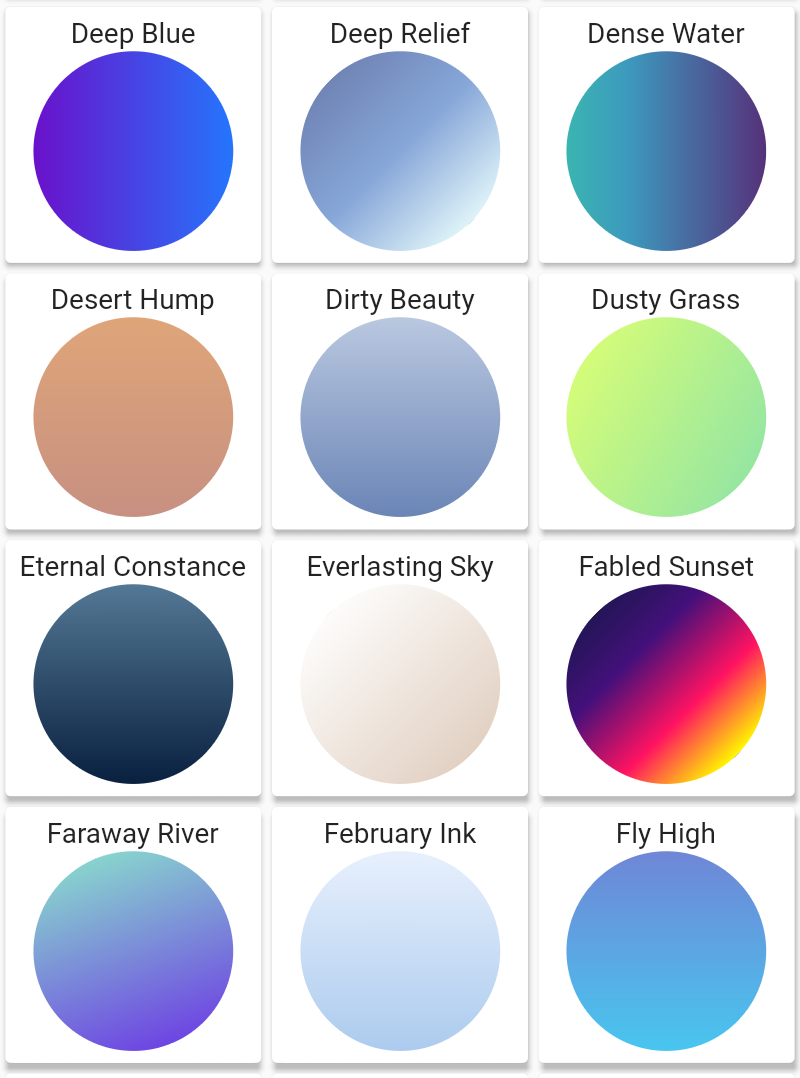 Deep Blue
Deep Relief
Dense Water
Desert Hump
Dirty Beauty
Dusty Grass
Eternal Constance
Everlasting Sky
Fabled Sunset
Faraway River
February Ink
Fly High